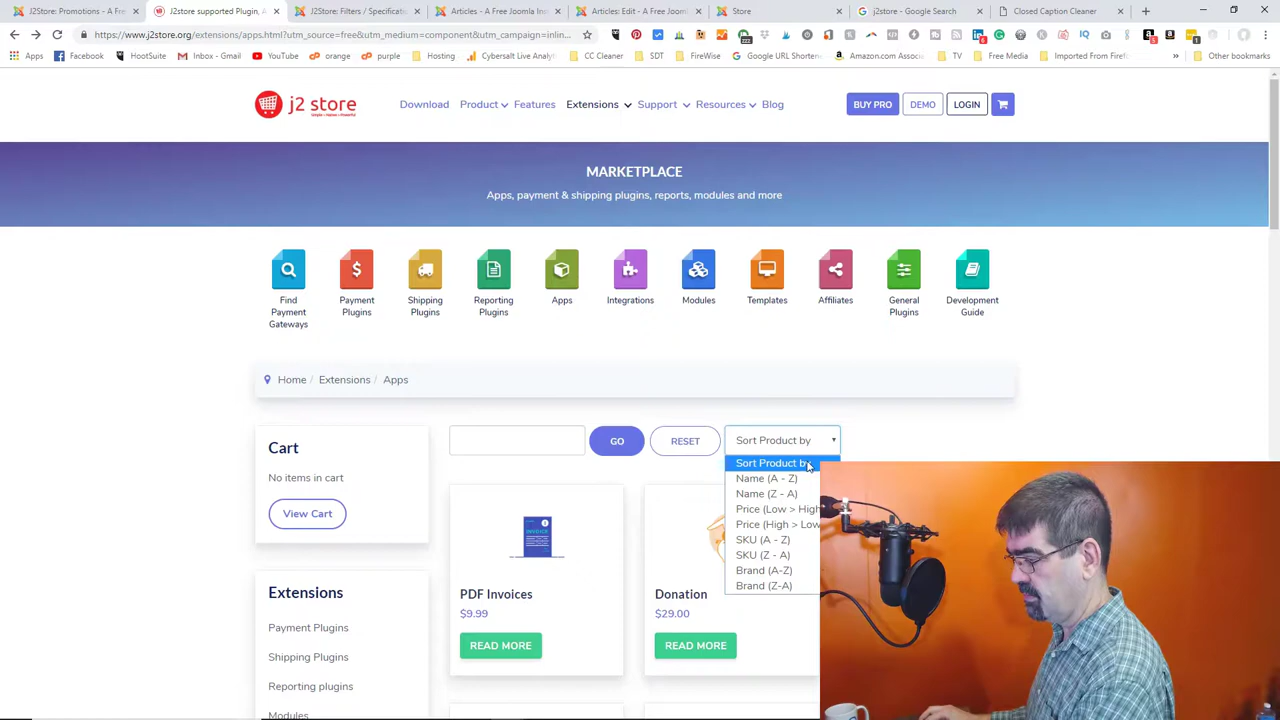 J2Store: Promotions - A Fre
J2store supported Plugin, A
J2Store: Filters / Specificatio
Articles - A Free Joomla Inst
Articles: Edit - A Free Jooml
Store
j2store - Google Search
Closed Caption Cleaner
https://www.j2store.org/extensions/apps.html?utm_source=free&utm_medium=component&utm_campaign=inlin...
Apps
Facebook
HootSuite
Inbox - Gmail
YouTube
orange
purple
Hosting
Cybersalt Live Analyt
CC Cleaner
SDT
FireWise
Google URL Shorten
Amazon.com Associ
TV
Free Media
Imported From Firef
»
Other bookmarks
j2 store
Download
Product
Features
Extensions
Support
Resources
Blog
BUY PRO
DEMO
LOGIN
MARKETPLACE
Apps, payment & shipping plugins, reports, modules and more
Find
Payment
Gateways
Payment
Plugins
Shipping
Plugins
Reporting
Plugins
Apps
Integrations
Modules
Templates
Affiliates
General
Plugins
Development
Guide
Home / Extensions / Apps
Cart
No items in cart
View Cart
GO
RESET
Sort Product by
Sort Product by
Name (A - Z)
Name (Z - A)
Price (Low > High
Price (High > Low
SKU (A - Z)
SKU (Z - A)
Brand (A-Z)
Brand (Z-A)
PDF Invoices
$9.99
READ MORE
Donation
$29.00
READ MORE
Extensions
Payment Plugins
Shipping Plugins
Reporting plugins
Modules